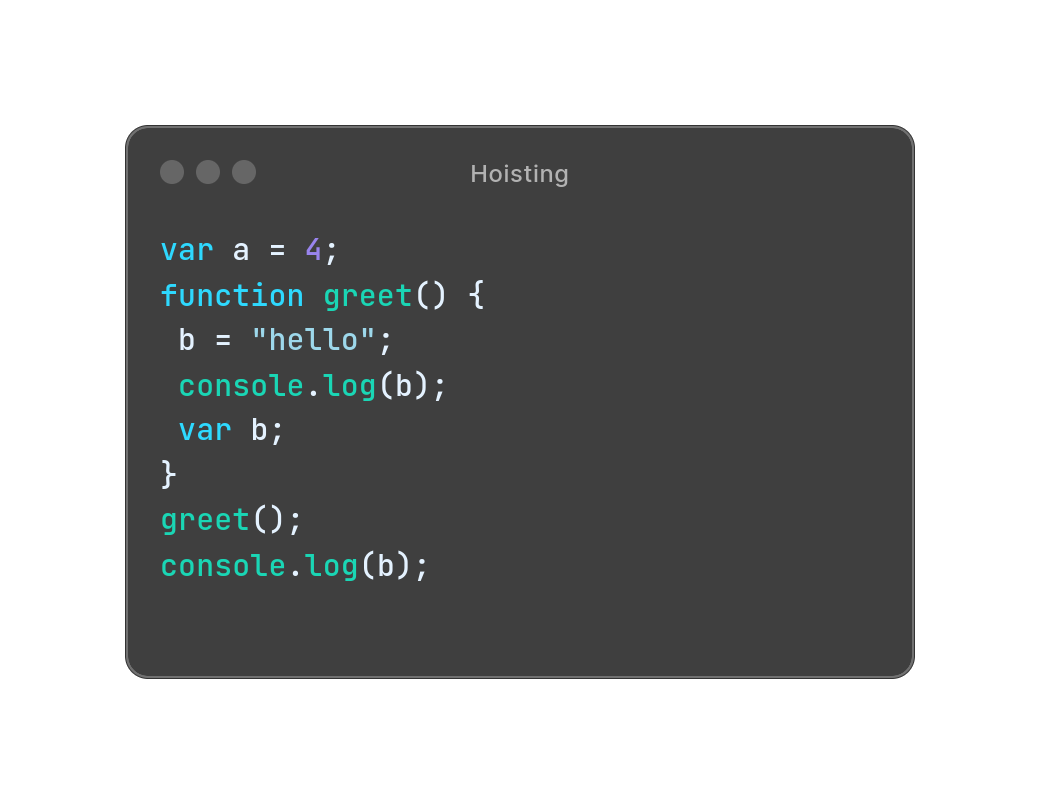 Hoisting
var a = 4;
function greet() {
 b = "hello";
 console.log(b);
 var b;
}
greet();
console.log(b);